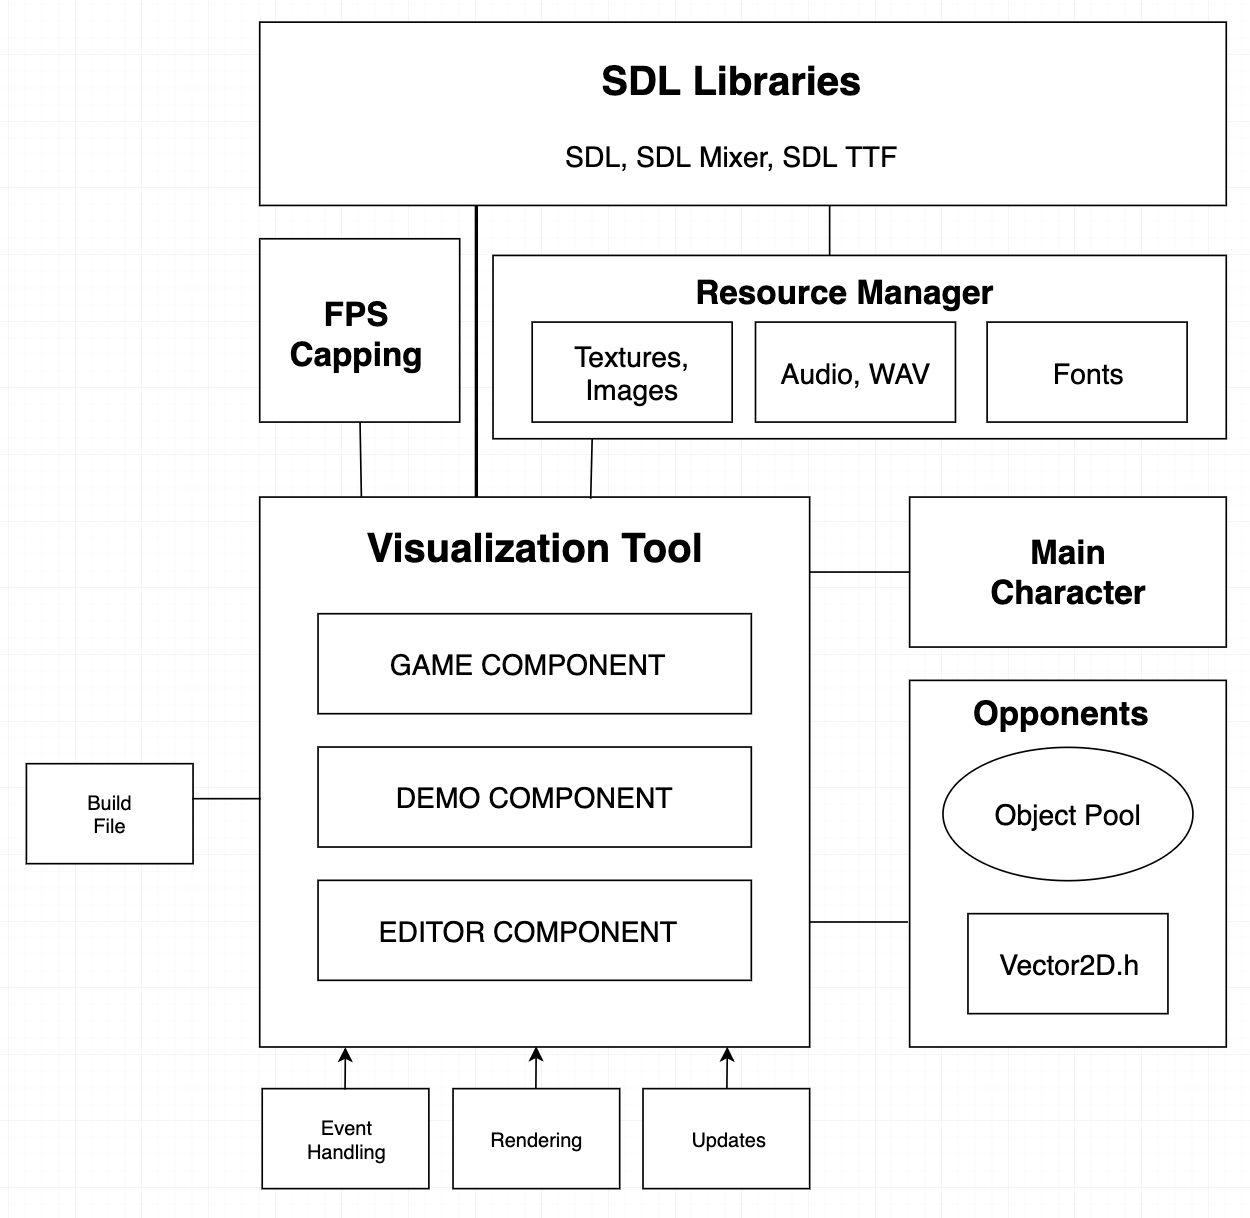 SDL Libraries
SDL, SDL Mixer, SDL TTF
FPS
Capping
Resource Manager
Textures,
Images
Audio, WAV
Fonts
Visualization Tool
GAME COMPONENT
DEMO COMPONENT
EDITOR COMPONENT
Main
Character
Opponents
Object Pool
Vector2D.h
Build
File
Event
Handling
Rendering
Updates